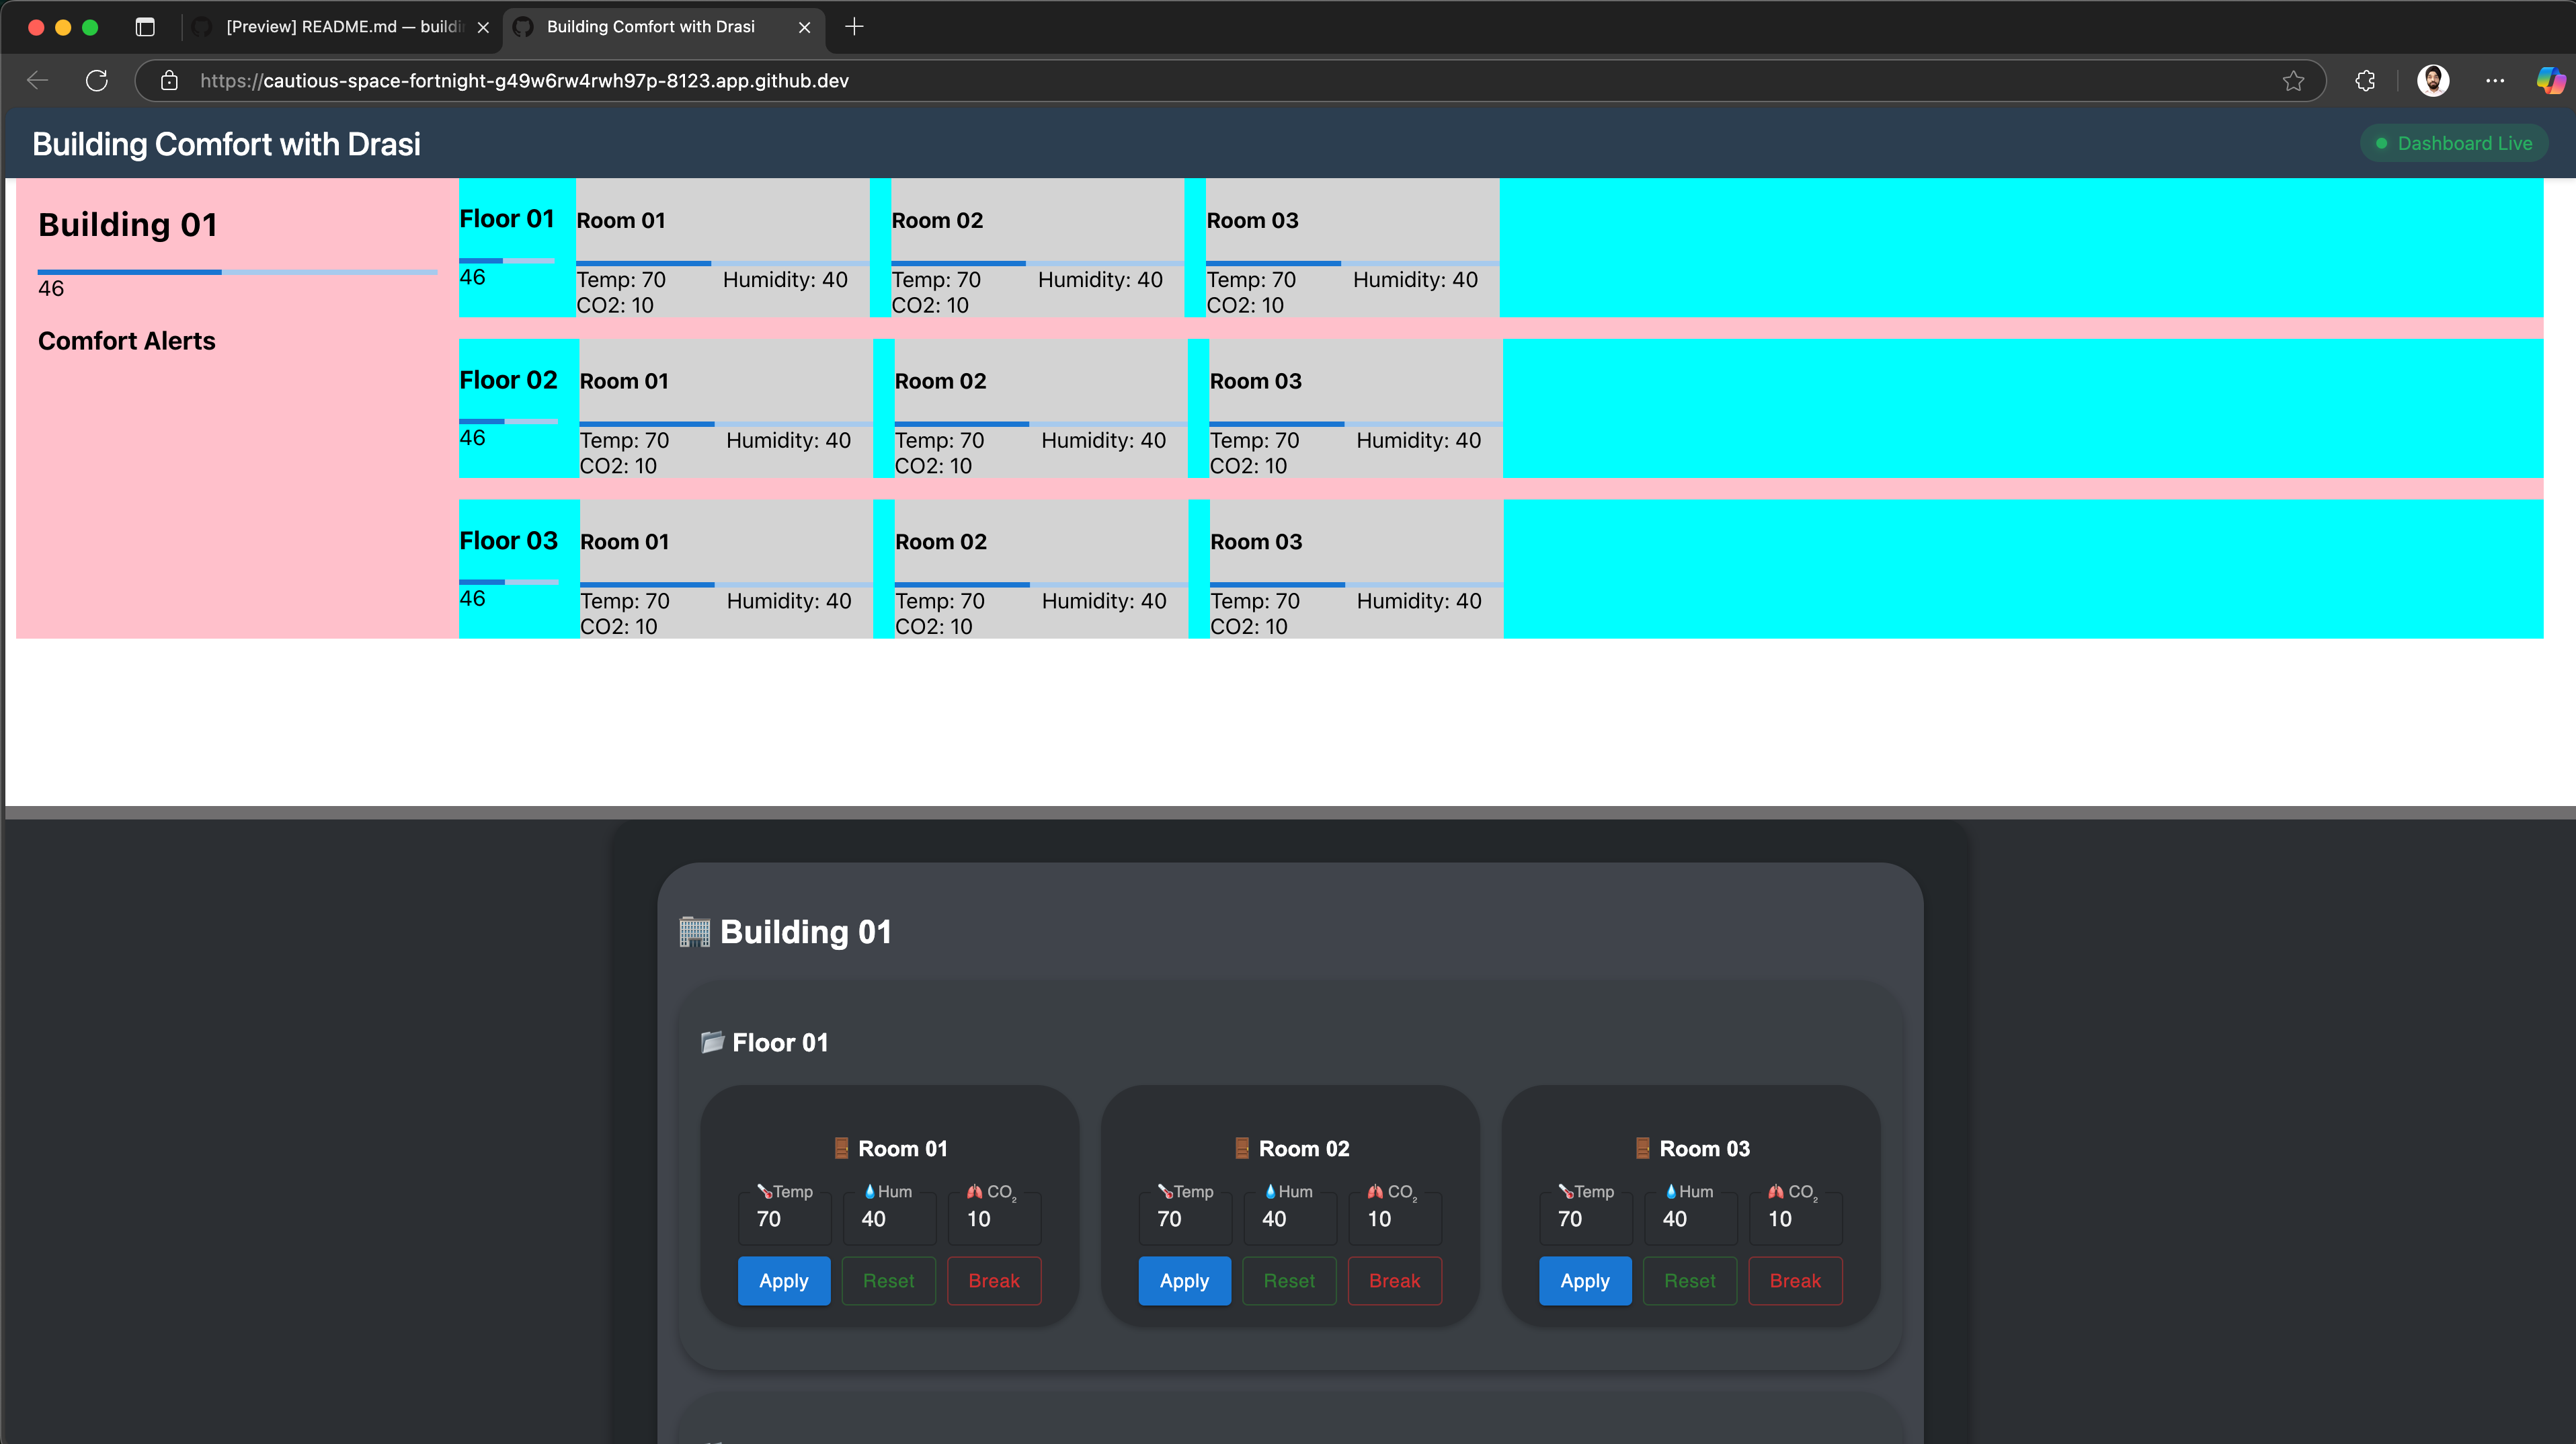 [Preview] README.md — buildin
Building Comfort with Drasi
https://cautious-space-fortnight-g49w6rw4rwh97p-8123.app.github.dev
Building Comfort with Drasi
Dashboard Live
Building 01
46
Comfort Alerts
Floor 01
46
Room 01
Temp: 70 Humidity: 40
CO2: 10
Room 02
Temp: 70 Humidity: 40
CO2: 10
Room 03
Temp: 70 Humidity: 40
CO2: 10
Floor 02
46
Room 01
Temp: 70 Humidity: 40
CO2: 10
Room 02
Temp: 70 Humidity: 40
CO2: 10
Room 03
Temp: 70 Humidity: 40
CO2: 10
Floor 03
46
Room 01
Temp: 70 Humidity: 40
CO2: 10
Room 02
Temp: 70 Humidity: 40
CO2: 10
Room 03
Temp: 70 Humidity: 40
CO2: 10
Building 01
Floor 01
Room 01
Temp Hum CO₂
70 40 10
Apply Reset Break
Room 02
Temp Hum CO₂
70 40 10
Apply Reset Break
Room 03
Temp Hum CO₂
70 40 10
Apply Reset Break